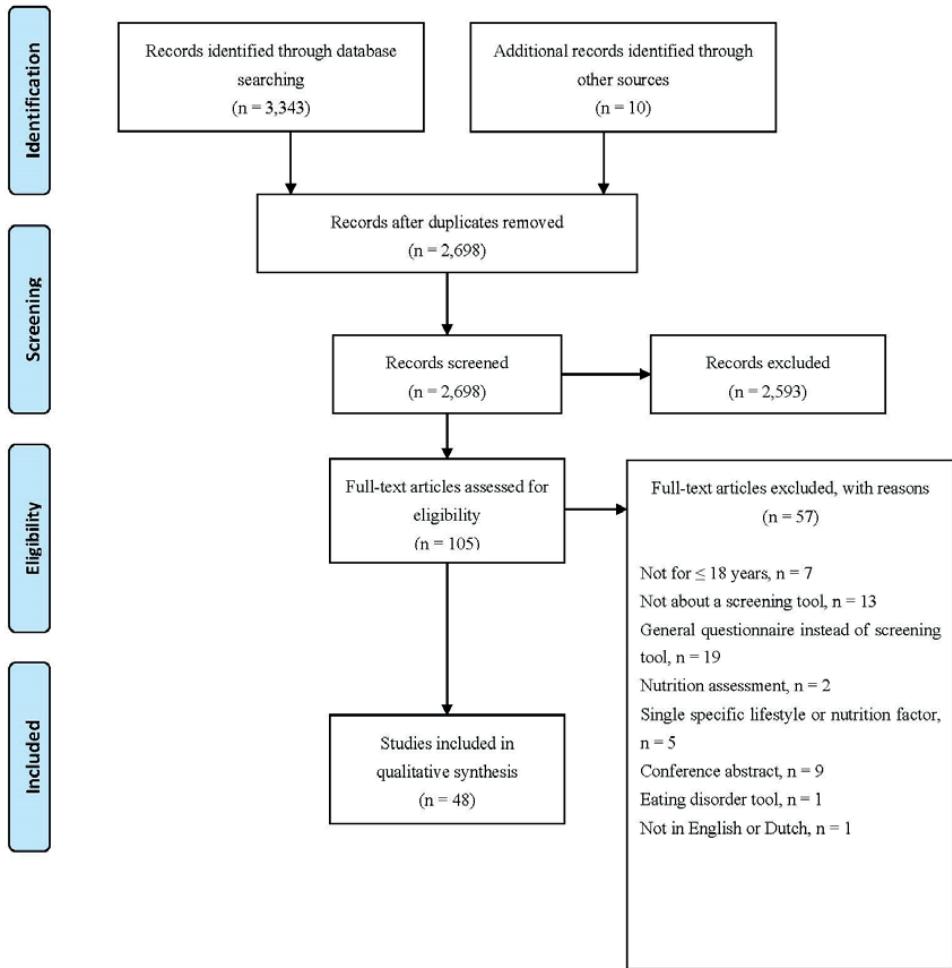 Identification
Records identified through database
searching
(n = 3,343)
Additional records identified through
other sources
(n = 10)
Records after duplicates removed
(n = 2,698)
Screening
Records screened
(n = 2,698)
Records excluded
(n = 2,593)
Eligibility
Full-text articles assessed for
eligibility
(n = 105)
Full-text articles excluded, with reasons
(n = 57)
Not for ≤ 18 years, n = 7
Not about a screening tool, n = 13
General questionnaire instead of screening
tool, n = 19
Nutrition assessment, n = 2
Single specific lifestyle or nutrition factor,
n = 5
Conference abstract, n = 9
Eating disorder tool, n = 1
Not in English or Dutch, n = 1
Included
Studies included in
qualitative synthesis
(n = 48)